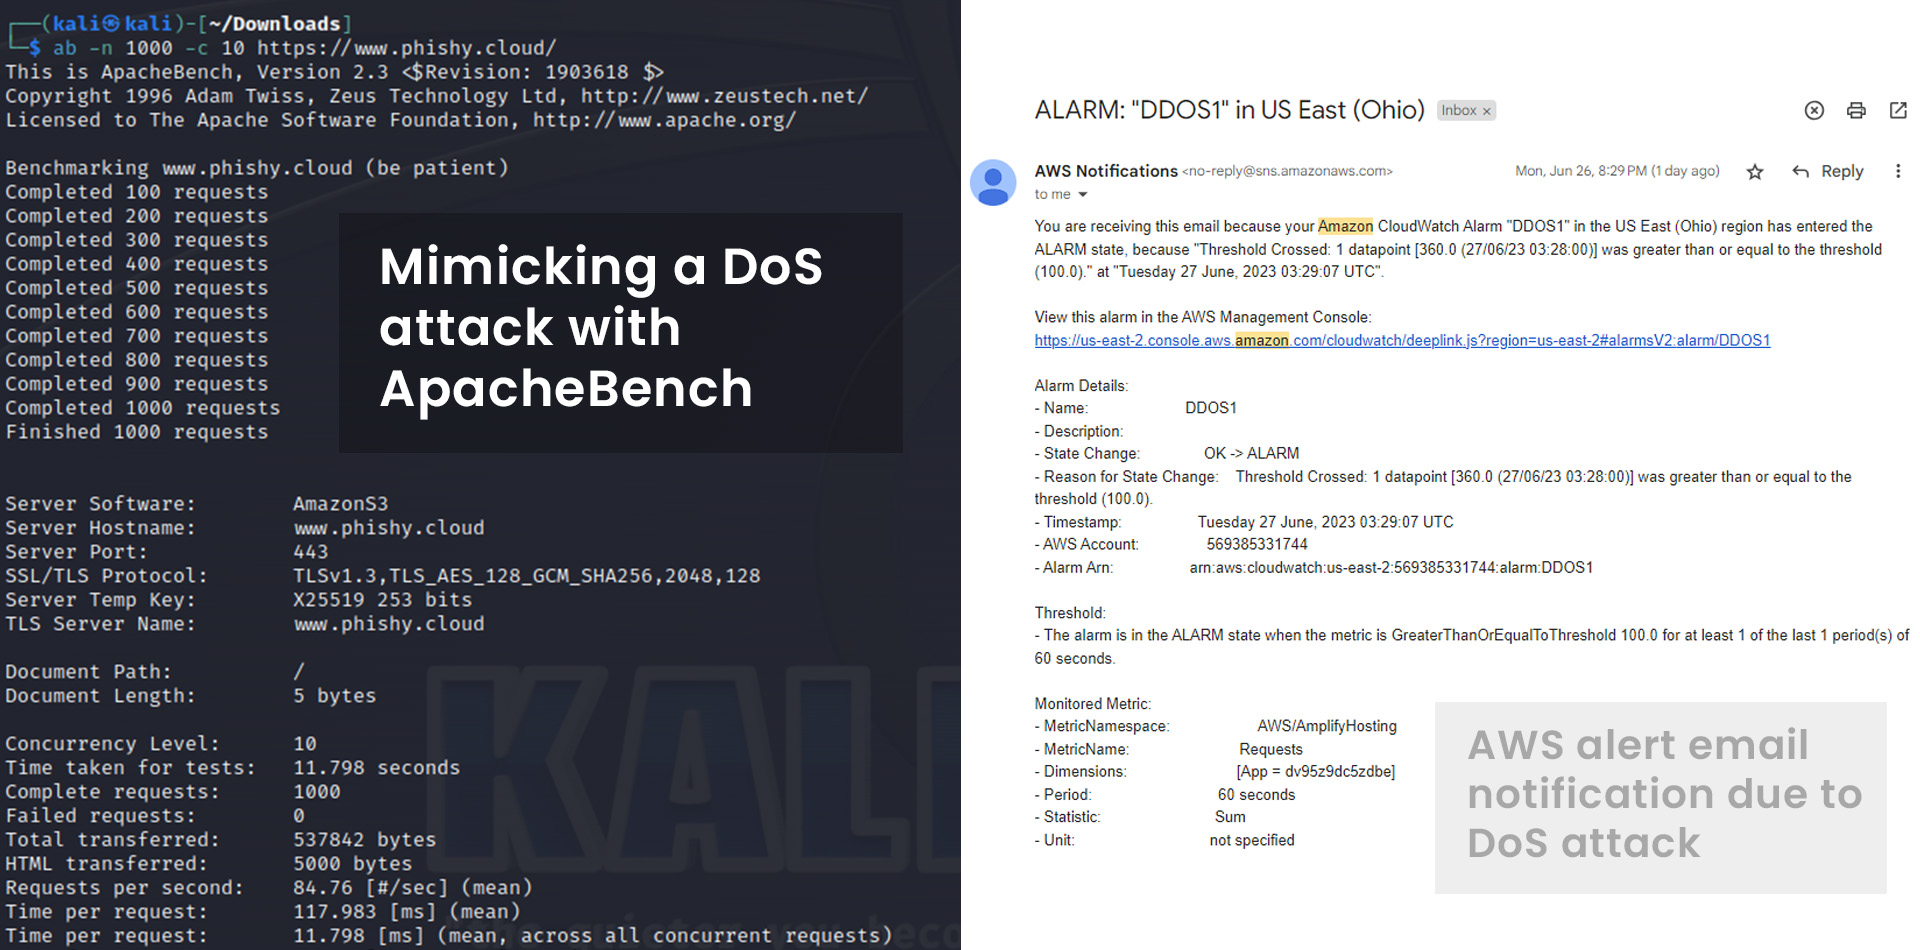 (kali㉿kali)-[~/Downloads]
$ ab -n 1000 -c 10 https://www.phishy.cloud/
This is ApacheBench, Version 2.3 <$Revision: 1903618 $>
Copyright 1996 Adam Twiss, Zeus Technology Ltd, http://www.zeustech.net/
Licensed to The Apache Software Foundation, http://www.apache.org/
Benchmarking www.phishy.cloud (be patient)
Completed 100 requests
Completed 200 requests
Completed 300 requests
Completed 400 requests
Completed 500 requests
Completed 600 requests
Completed 700 requests
Completed 800 requests
Completed 900 requests
Completed 1000 requests
Finished 1000 requests
Mimicking a DoS
attack with
ApacheBench
Server Software: AmazonS3
Server Hostname: www.phishy.cloud
Server Port: 443
SSL/TLS Protocol: TLSv1.3,TLS_AES_128_GCM_SHA256,2048,128
Server Temp Key: X25519 253 bits
TLS Server Name: www.phishy.cloud
Document Path: /
Document Length: 5 bytes
Concurrency Level: 10
Time taken for tests: 11.798 seconds
Complete requests: 1000
Failed requests: 0
Total transferred: 537842 bytes
HTML transferred: 5000 bytes
Requests per second: 84.76 [#/sec] (mean)
Time per request: 117.983 [ms] (mean)
Time per request: 11.798 [ms] (mean, across all concurrent requests)
KALI
ALARM: "DDOS1" in US East (Ohio) Inbox ×
AWS Notifications <no-reply@sns.amazonaws.com> Mon, Jun 26, 8:29 PM (1 day ago) Reply
to me
You are receiving this email because your Amazon CloudWatch Alarm "DDOS1" in the US East (Ohio) region has entered the
ALARM state, because "Threshold Crossed: 1 datapoint [360.0 (27/06/23 03:28:00)] was greater than or equal to the threshold
(100.0)." at "Tuesday 27 June, 2023 03:29:07 UTC".
View this alarm in the AWS Management Console:
https://us-east-2.console.aws.amazon.com/cloudwatch/deeplink.js?region=us-east-2#alarmsV2:alarm/DDOS1
Alarm Details:
- Name: DDOS1
- Description:
- State Change: OK -> ALARM
- Reason for State Change: Threshold Crossed: 1 datapoint [360.0 (27/06/23 03:28:00)] was greater than or equal to the
threshold (100.0).
- Timestamp: Tuesday 27 June, 2023 03:29:07 UTC
- AWS Account: 569385331744
- Alarm Arn: arn:aws:cloudwatch:us-east-2:569385331744:alarm:DDOS1
Threshold:
- The alarm is in the ALARM state when the metric is GreaterThanOrEqualToThreshold 100.0 for at least 1 of the last 1 period(s) of
60 seconds.
Monitored Metric:
- MetricNamespace: AWS/AmplifyHosting
- MetricName: Requests
- Dimensions: [App = dv95z9dc5zdbe]
- Period: 60 seconds
- Statistic: Sum
- Unit: not specified
AWS alert email
notification due to
DoS attack